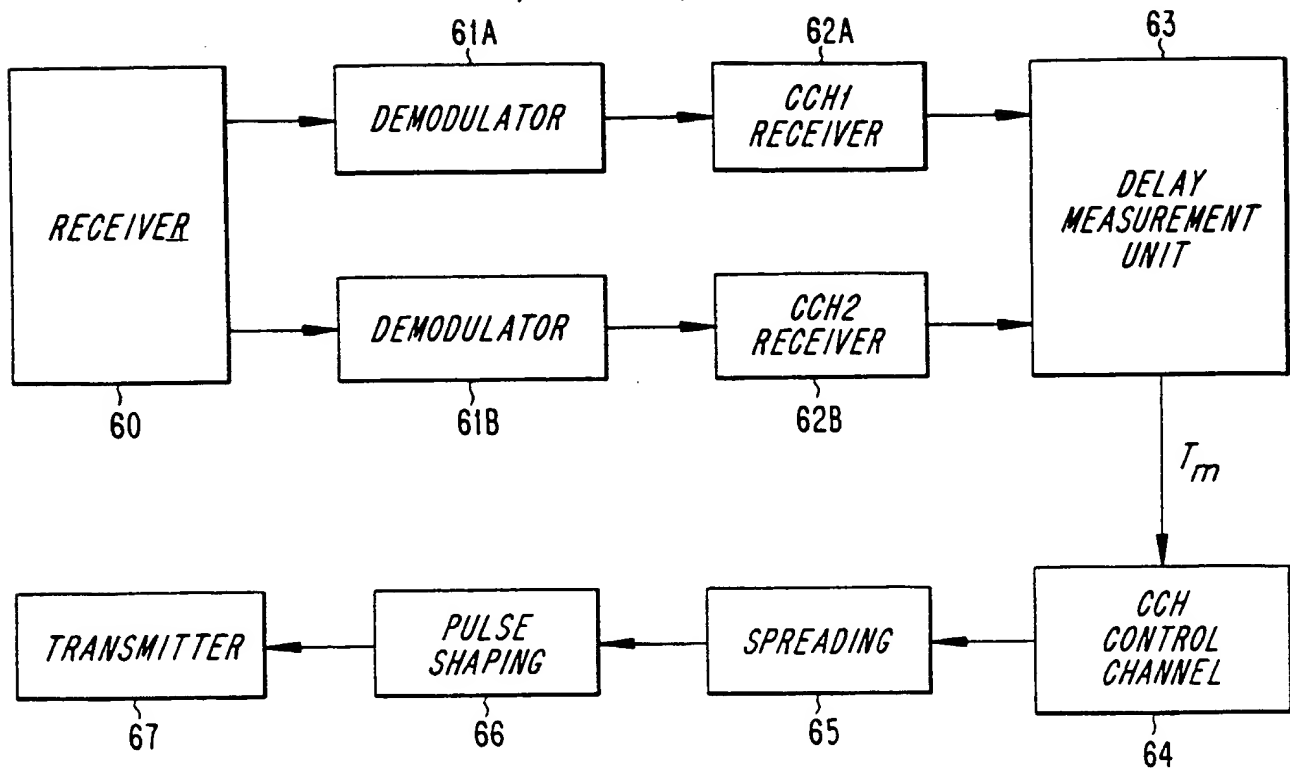 61A
62A
63
DEMODULATOR
CCH1
RECEIVER
RECEIVER
DELAY
MEASUREMENT
UNIT
DEMODULATOR
CCH2
RECEIVER
60
61B
62B
Tm
TRANSMITTER
PULSE
SHAPING
SPREADING
CCH
CONTROL
CHANNEL
67
66
65
64